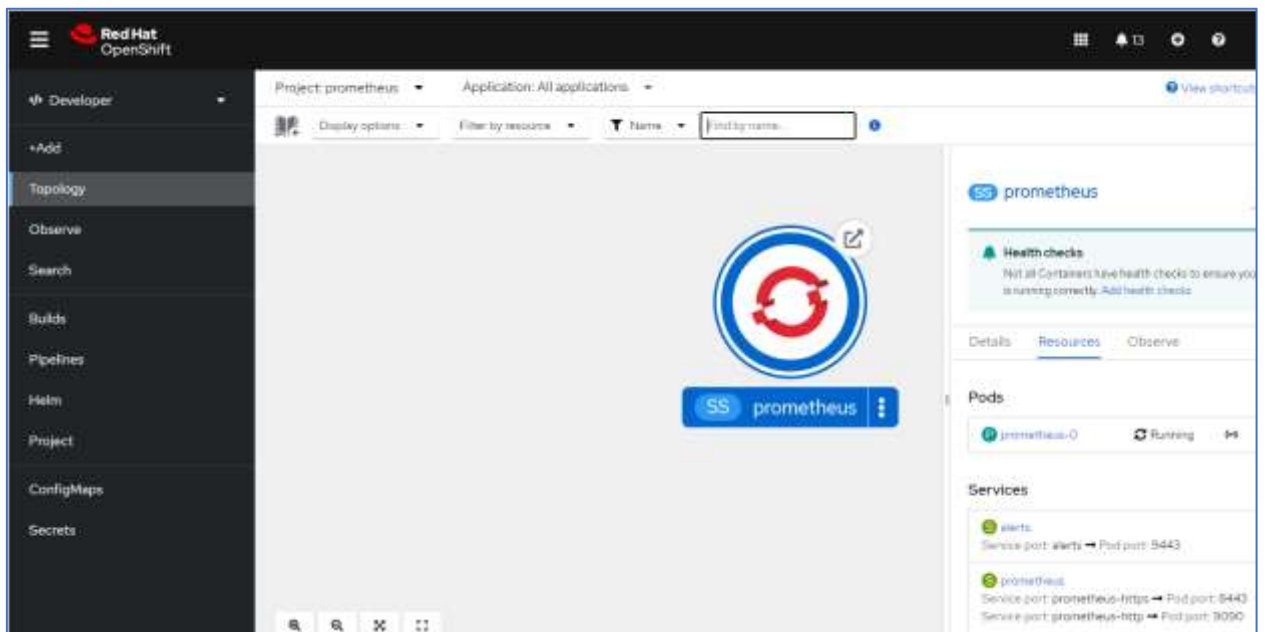 Red Hat
OpenShift
13
Developer
Project: prometheus
Application: All applications
View shortcuts
Display options
Filter by resource
Name
Find by name...
+Add
Topology
Observe
Search
Builds
Pipelines
Helm
Project
ConfigMaps
Secrets
SS prometheus
SS prometheus
Health checks
Not all Containers have health checks to ensure you
is running correctly. Add health checks
Details Resources Observe
Pods
P prometheus-0 Running
Services
S alerts
Service port: alerts → Pod port: 9443
S prometheus
Service port: prometheus-https → Pod port: 8443
Service port: prometheus-http → Pod port: 9090